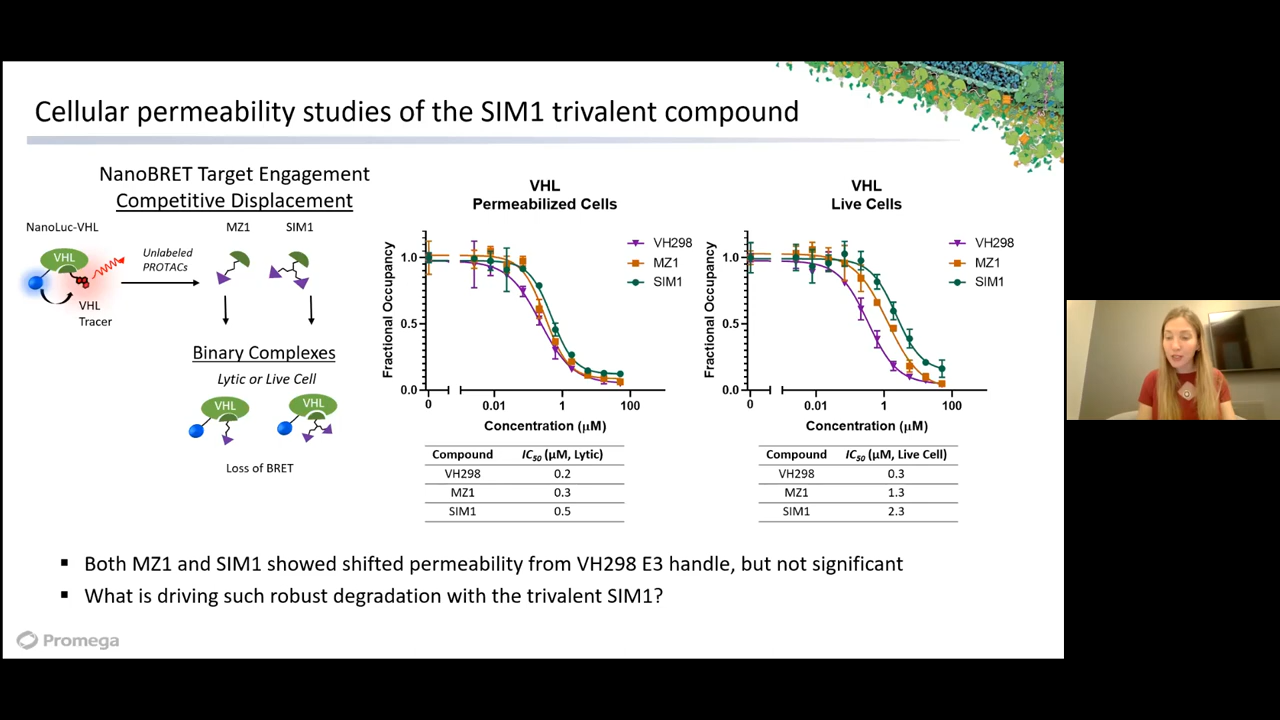 Cellular permeability studies of the SIM1 trivalent compound
NanoBRET Target Engagement
Competitive Displacement
NanoLuc-VHL
MZ1
SIM1
VHL
Unlabeled
PROTACs
VHL
Tracer
Binary Complexes
Lytic or Live Cell
VHL
VHL
Loss of BRET
VHL
Permeabilized Cells
VH298
MZ1
SIM1
Fractional Occupancy
1.0
0.5
0.0
0
0.01
1
100
Concentration (μM)
Compound IC50 (μM, Lytic)
VH298 0.2
MZ1 0.3
SIM1 0.5
VHL
Live Cells
VH298
MZ1
SIM1
Fractional Occupancy
1.0
0.5
0.0
0
0.01
1
100
Concentration (μM)
Compound IC50 (μM, Live Cell)
VH298 0.3
MZ1 1.3
SIM1 2.3
▪ Both MZ1 and SIM1 showed shifted permeability from VH298 E3 handle, but not significant
▪ What is driving such robust degradation with the trivalent SIM1?
Promega